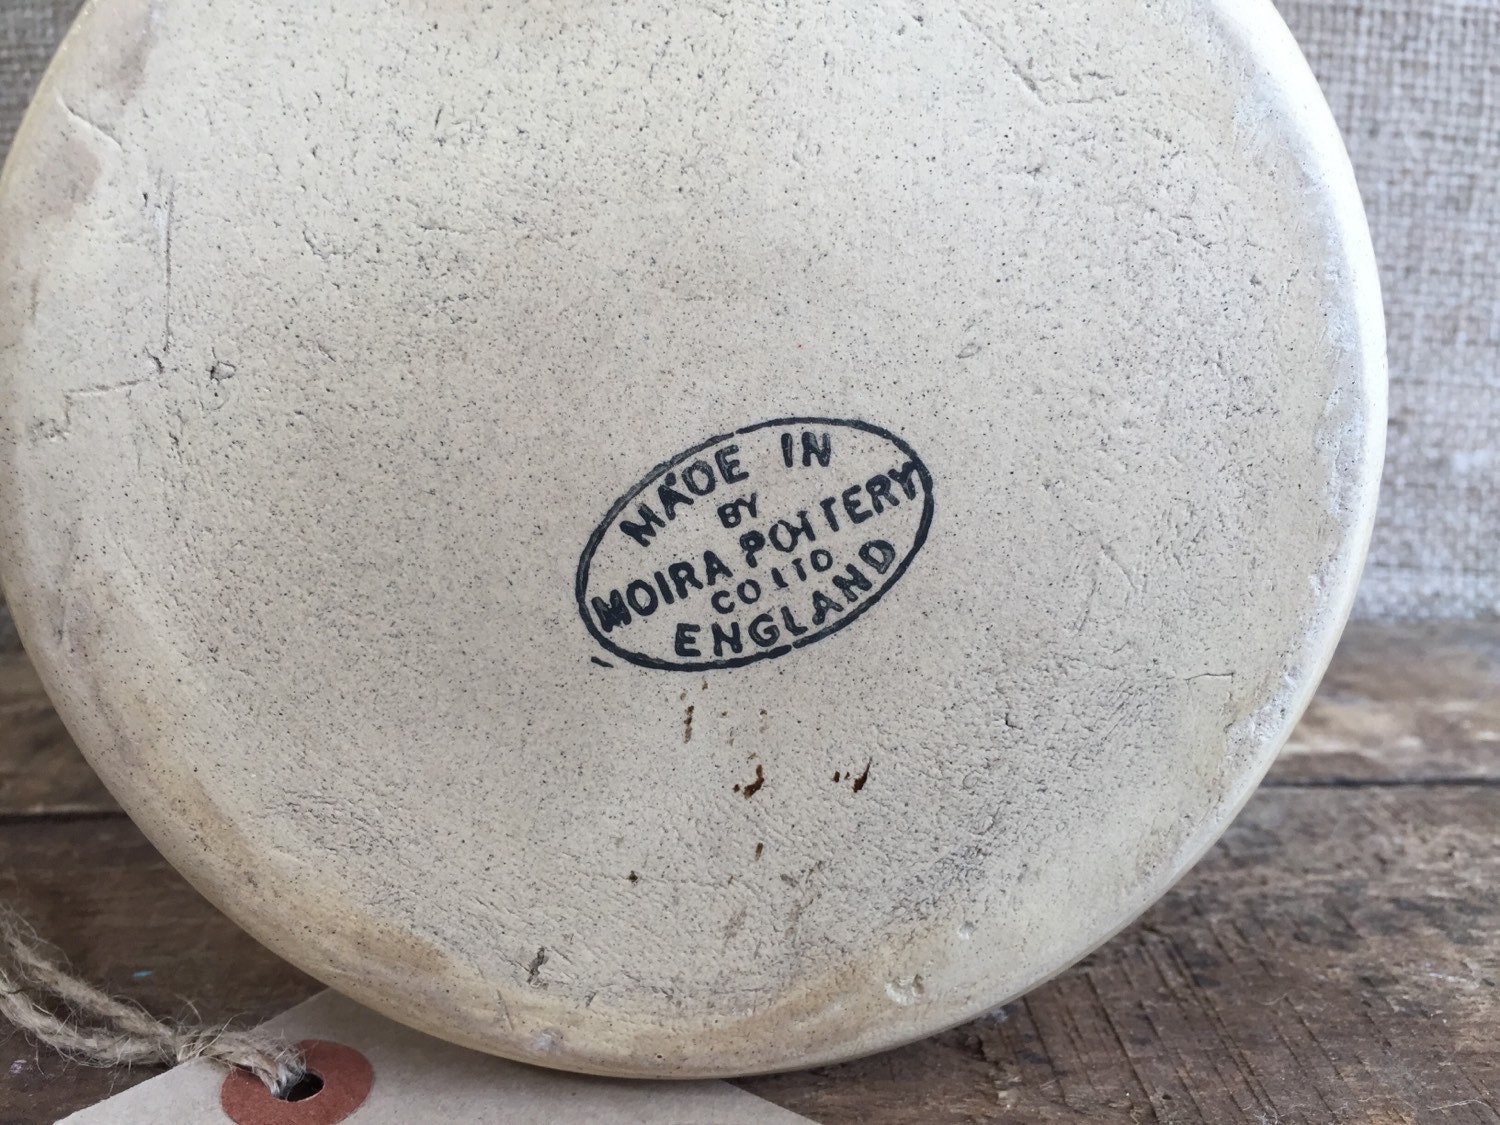 MADE IN
BY
MOIRA POTTERY
CO LTD
ENGLAND